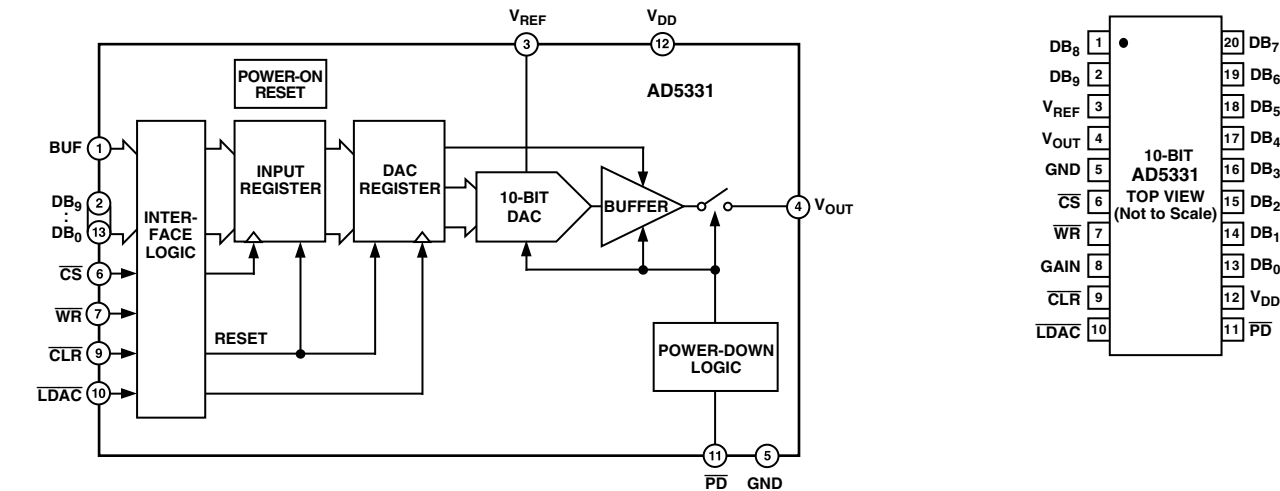 VREF
VDD
3
12
POWER-ON
RESET
AD5331
BUF 1
DB9 2
:
DB0 13
CS 6
WR 7
CLR 9
LDAC 10
INTER-
FACE
LOGIC
INPUT
REGISTER
DAC
REGISTER
10-BIT
DAC
BUFFER
4 VOUT
RESET
POWER-DOWN
LOGIC
11
5
PD
GND
DB8 1
DB9 2
VREF 3
VOUT 4
GND 5
CS 6
WR 7
GAIN 8
CLR 9
LDAC 10
10-BIT
AD5331
TOP VIEW
(Not to Scale)
20 DB7
19 DB6
18 DB5
17 DB4
16 DB3
15 DB2
14 DB1
13 DB0
12 VDD
11 PD